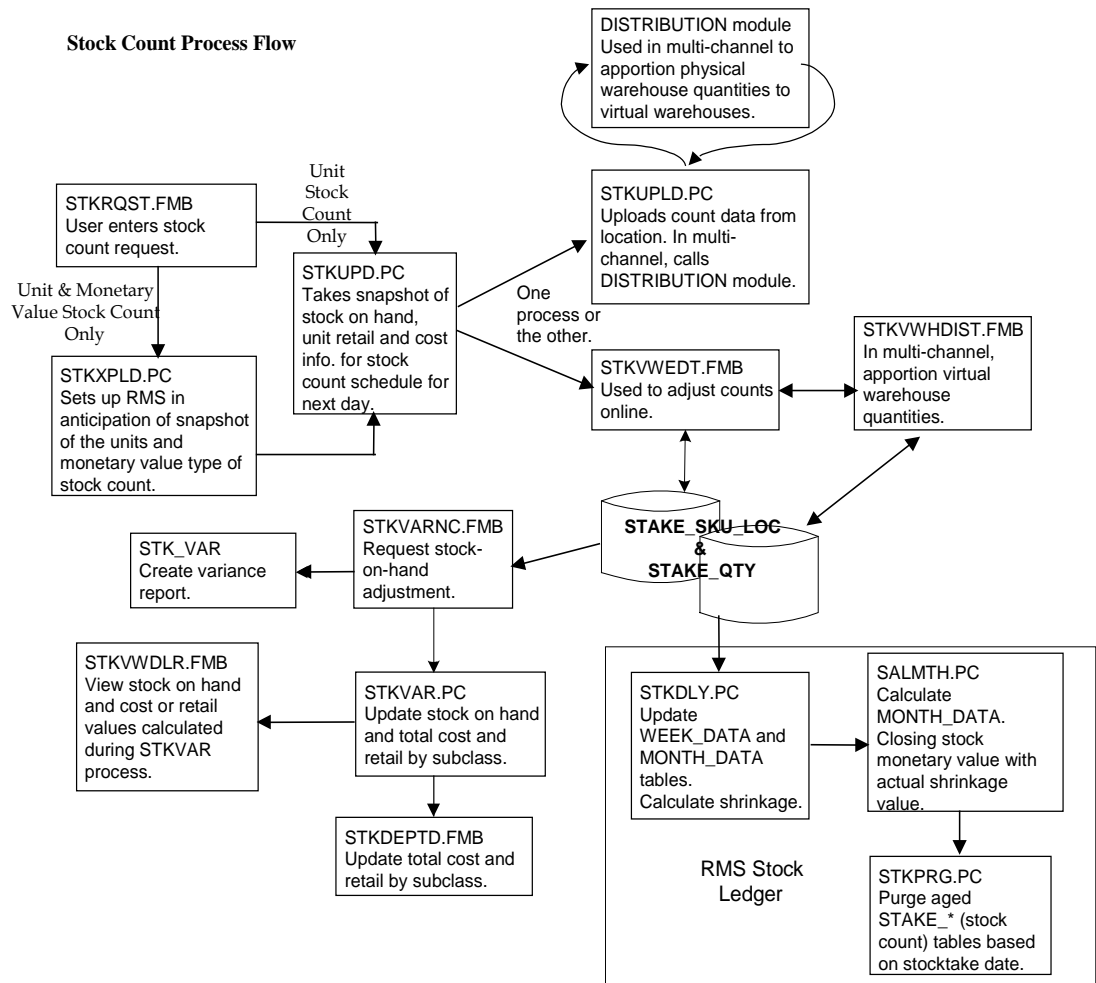 Stock Count Process Flow
DISTRIBUTION module
Used in multi-channel to
apportion physical
warehouse quantities to
virtual warehouses.
STKRQST.FMB
User enters stock
count request.
Unit
Stock
Count
Only
STKUPLD.PC
Uploads count data from
location. In multi-
channel, calls
DISTRIBUTION module.
Unit & Monetary
Value Stock Count
Only
STKUPD.PC
Takes snapshot of
stock on hand,
unit retail and cost
info. for stock
count schedule for
next day.
One
process or
the other.
STKXPLD.PC
Sets up RMS in
anticipation of snapshot
of the units and
monetary value type of
stock count.
STKVWEDT.FMB
Used to adjust counts
online.
STKVWHDIST.FMB
In multi-channel,
apportion virtual
warehouse
quantities.
STAKE_SKU_LOC
&
STAKE_QTY
STKVARNC.FMB
Request stock-
on-hand
adjustment.
STK_VAR
Create variance
report.
STKVWDLR.FMB
View stock on hand
and cost or retail
values calculated
during STKVAR
process.
STKVAR.PC
Update stock on hand
and total cost and
retail by subclass.
STKDEPTD.FMB
Update total cost and
retail by subclass.
STKDLY.PC
Update
WEEK_DATA and
MONTH_DATA
tables.
Calculate shrinkage.
SALMTH.PC
Calculate
MONTH_DATA.
Closing stock
monetary value with
actual shrinkage
value.
RMS Stock
Ledger
STKPRG.PC
Purge aged
STAKE_* (stock
count) tables based
on stocktake date.